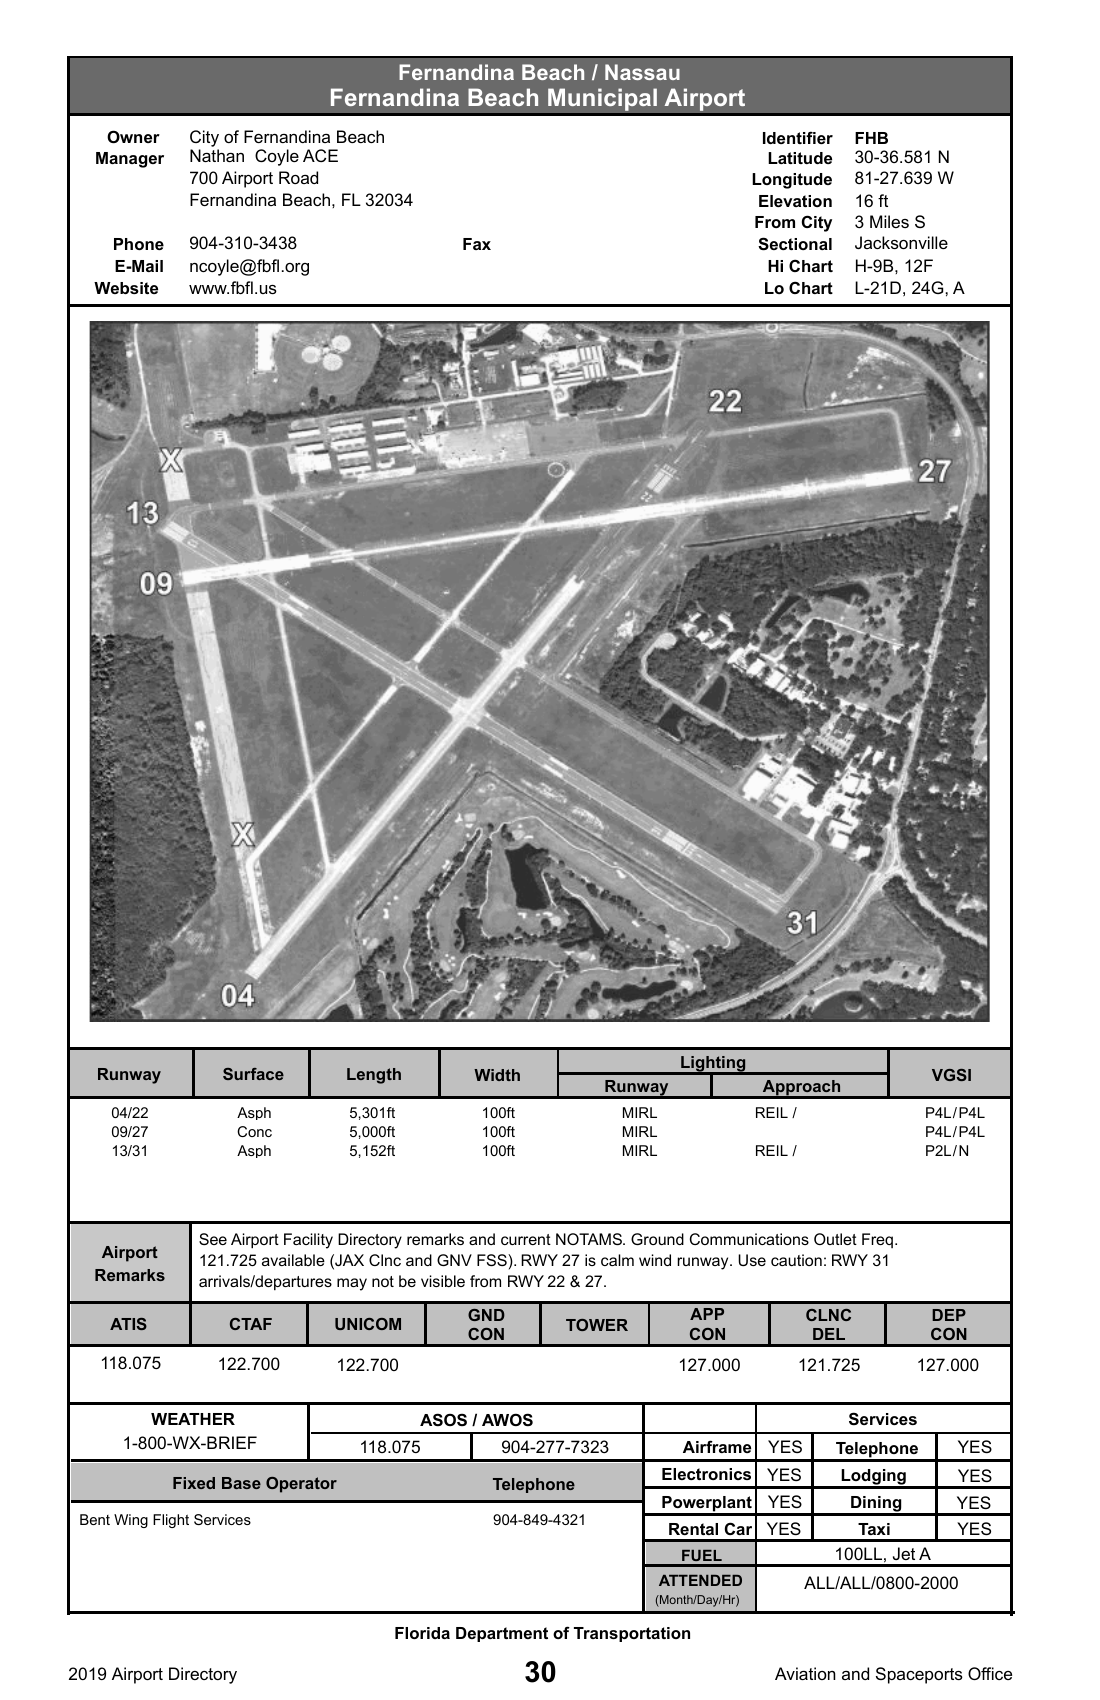 Fernandina Beach / Nassau
Fernandina Beach Municipal Airport
Owner City of Fernandina Beach
Manager Nathan Coyle ACE
700 Airport Road
Fernandina Beach, FL 32034
Phone 904-310-3438 Fax
E-Mail ncoyle@fbfl.org
Website www.fbfl.us
Identifier FHB
Latitude 30-36.581 N
Longitude 81-27.639 W
Elevation 16 ft
From City 3 Miles S
Sectional Jacksonville
Hi Chart H-9B, 12F
Lo Chart L-21D, 24G, A
22
X
27
13
09
X
31
04
Runway Surface Length Width Lighting VGSI
Runway Approach
04/22 Asph 5,301ft 100ft MIRL REIL / P4L/P4L
09/27 Conc 5,000ft 100ft MIRL P4L/P4L
13/31 Asph 5,152ft 100ft MIRL REIL / P2L/N
Airport Remarks
See Airport Facility Directory remarks and current NOTAMS. Ground Communications Outlet Freq.
121.725 available (JAX Clnc and GNV FSS). RWY 27 is calm wind runway. Use caution: RWY 31
arrivals/departures may not be visible from RWY 22 & 27.
ATIS CTAF UNICOM GND CON TOWER APP CON CLNC DEL DEP CON
118.075 122.700 122.700 127.000 121.725 127.000
WEATHER ASOS / AWOS Services
1-800-WX-BRIEF 118.075 904-277-7323 Airframe YES Telephone YES
Fixed Base Operator Telephone Electronics YES Lodging YES
Powerplant YES Dining YES
Bent Wing Flight Services 904-849-4321 Rental Car YES Taxi YES
FUEL 100LL, Jet A
ATTENDED ALL/ALL/0800-2000
(Month/Day/Hr)
Florida Department of Transportation
2019 Airport Directory 30 Aviation and Spaceports Office